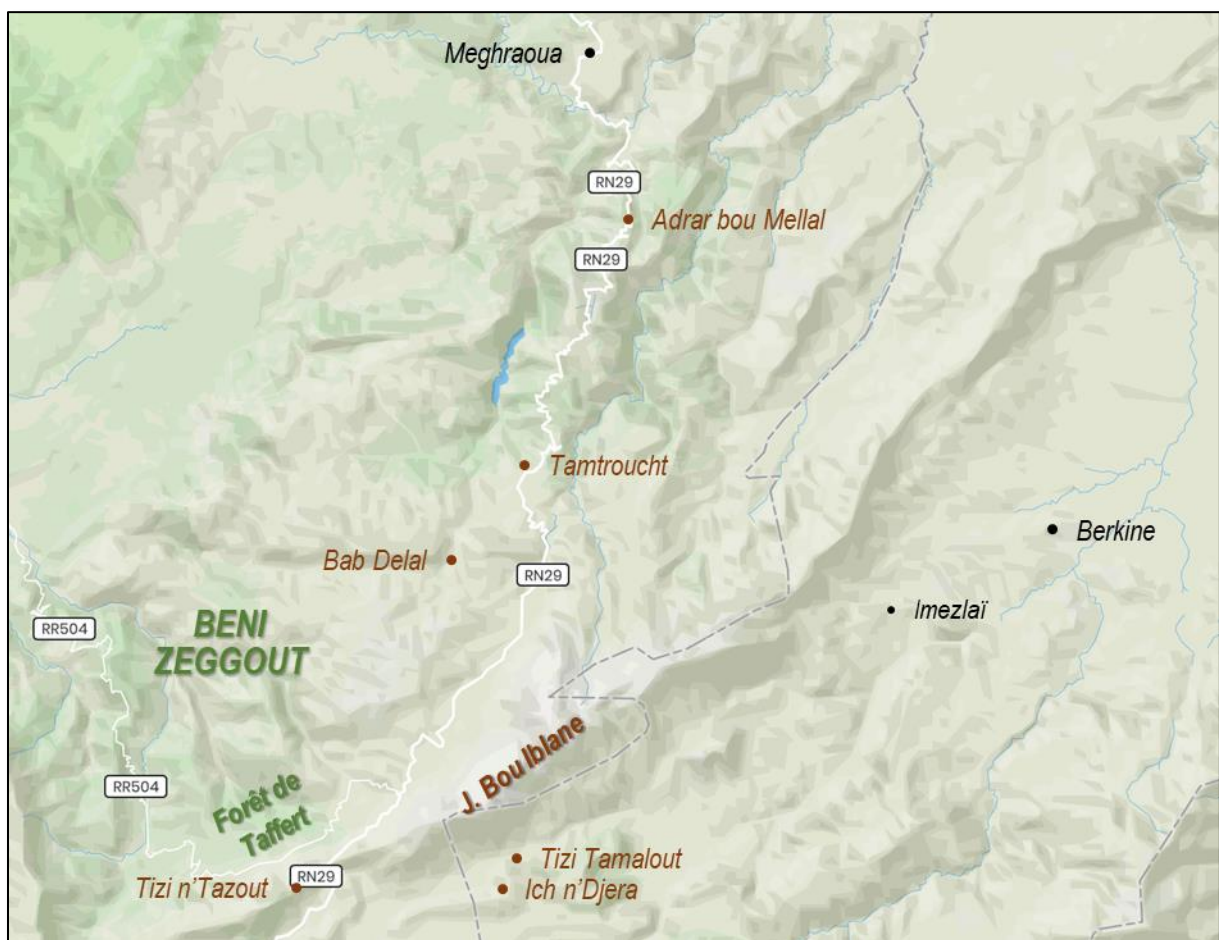 Meghraoua
RN29
Adrar bou Mellal
RN29
Tamtroucht
Berkine
Bab Delal
RN29
Imezlaï
RR504
BENI
ZEGGOUT
J. Bou Iblane
RR504
Forêt de
Taffert
Tizi Tamalout
Tizi n'Tazout
RN29
Ich n'Djera